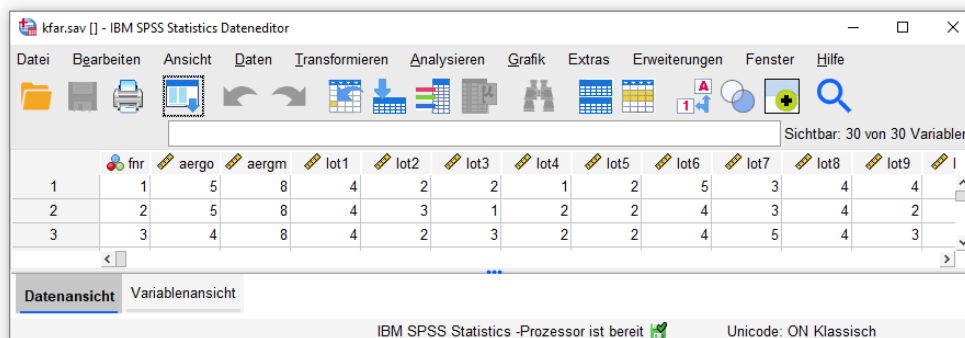 kfar.sav [] - IBM SPSS Statistics Dateneditor
Datei Bearbeiten Ansicht Daten Transformieren Analysieren Grafik Extras Erweiterungen Fenster Hilfe
A
1
Sichtbar: 30 von 30 Variablen
fnr aergo aergm lot1 lot2 lot3 lot4 lot5 lot6 lot7 lot8 lot9 l
1 1 5 8 4 2 2 1 2 5 3 4 4
2 2 5 8 4 3 1 2 2 4 3 4 2
3 3 4 8 4 2 3 2 2 4 5 4 3
Datenansicht Variablenansicht
IBM SPSS Statistics -Prozessor ist bereit Unicode: ON Klassisch